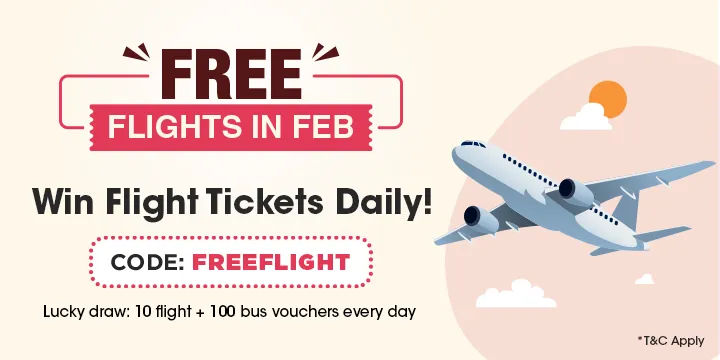 FREE
FLIGHTS IN FEB
Win Flight Tickets Daily!
CODE: FREEFLIGHT
Lucky draw: 10 flight + 100 bus vouchers every day
*T&C Apply